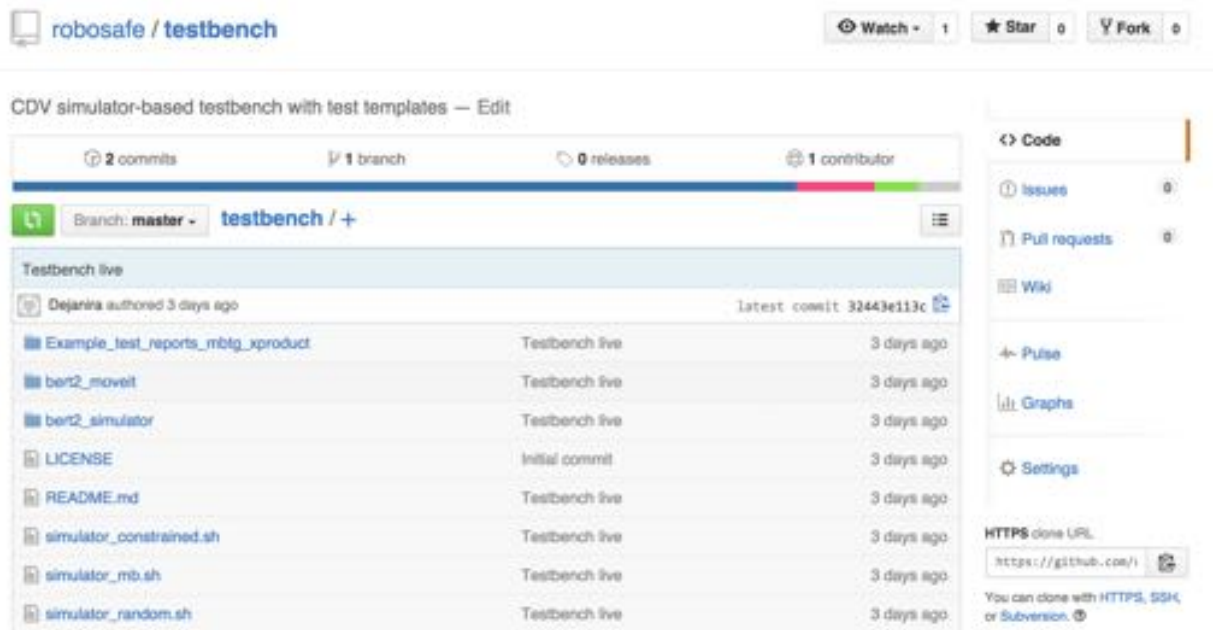 robosafe / testbench
Watch 1 Star 0 Fork 0
CDV simulator-based testbench with test templates — Edit
2 commits 1 branch 0 releases 1 contributor
Branch: master testbench / +
Testbench live
Dejanira authored 3 days ago latest commit 32443e113c
Example_test_reports_mbtg_xproduct Testbench live 3 days ago
bert2_moveit Testbench live 3 days ago
bert2_simulator Testbench live 3 days ago
LICENSE Initial commit 3 days ago
README.md Testbench live 3 days ago
simulator_constrained.sh Testbench live 3 days ago
simulator_mb.sh Testbench live 3 days ago
simulator_random.sh Testbench live 3 days ago
<> Code
Issues 0
Pull requests 0
Wiki
Pulse
Graphs
Settings
HTTPS clone URL
https://github.com/
You can clone with HTTPS, SSH,
or Subversion.